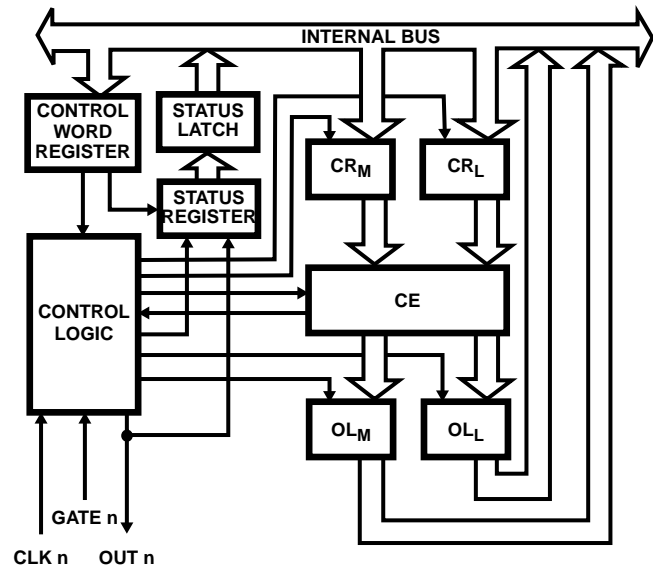 INTERNAL BUS
CONTROL
WORD
REGISTER
STATUS
LATCH
STATUS
REGISTER
CRM
CRL
CONTROL
LOGIC
CE
OLM
OLL
GATE n
CLK n
OUT n